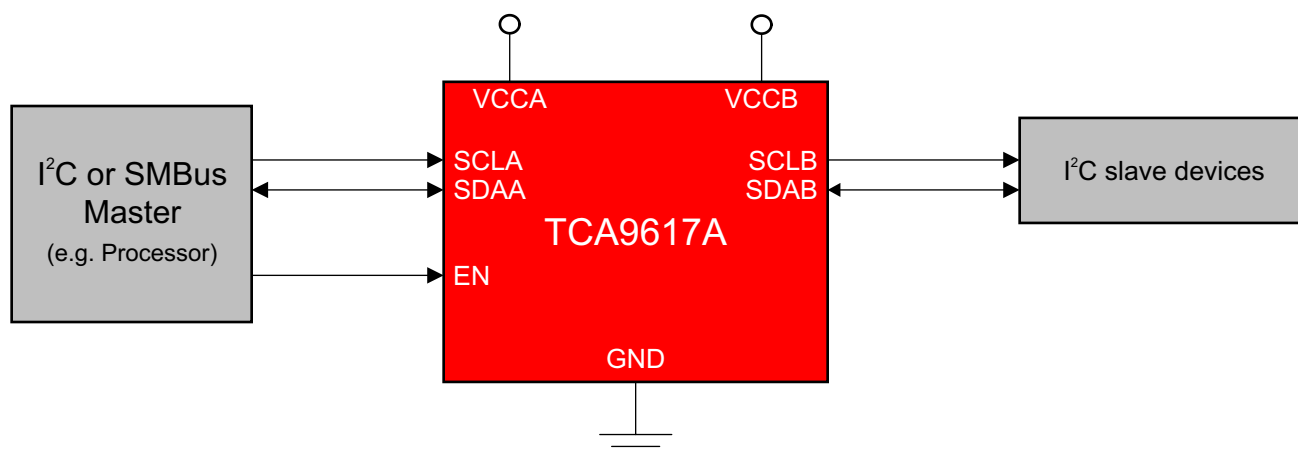 VCCA
VCCB
I²C or SMBus
Master
(e.g. Processor)
SCLA
SDAA
EN
SCLB
SDAB
TCA9617A
GND
I²C slave devices